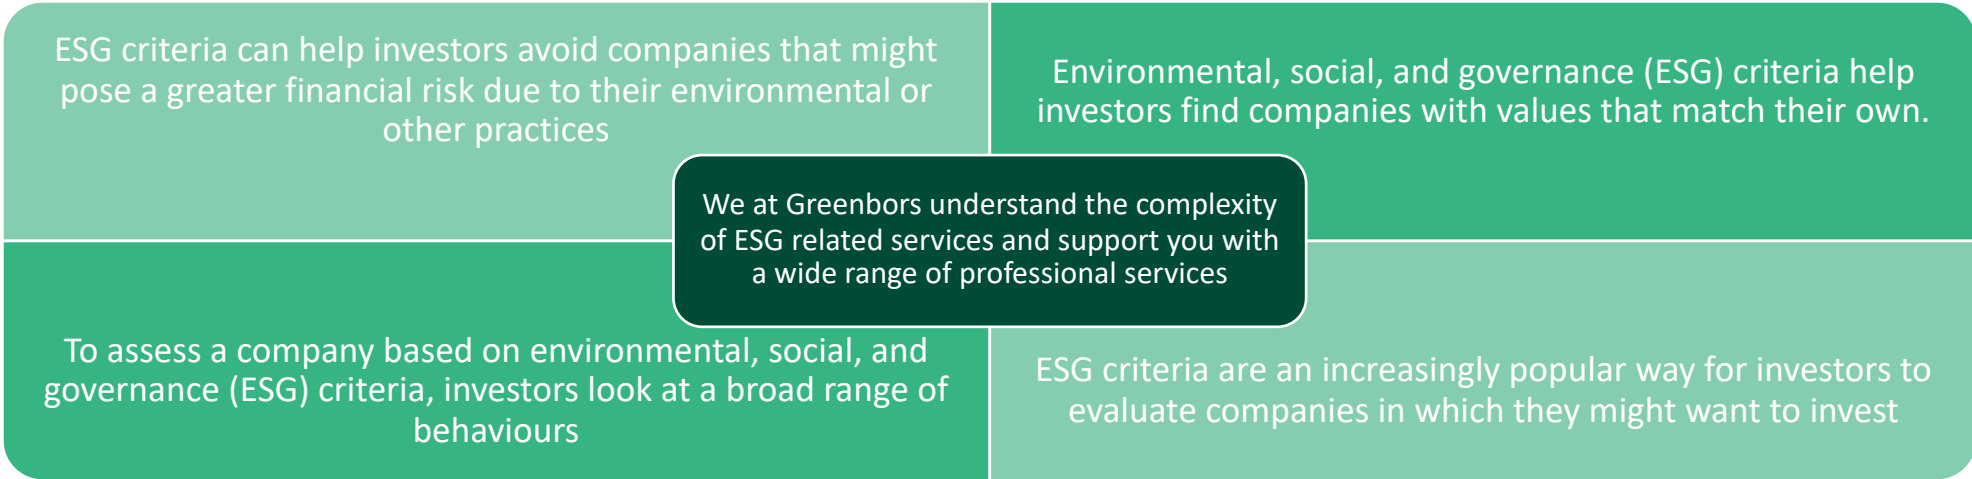 ESG criteria can help investors avoid companies that might
pose a greater financial risk due to their environmental or
other practices
Environmental, social, and governance (ESG) criteria help
investors find companies with values that match their own.
We at Greenbors understand the complexity
of ESG related services and support you with
a wide range of professional services
To assess a company based on environmental, social, and
governance (ESG) criteria, investors look at a broad range of
behaviours
ESG criteria are an increasingly popular way for investors to
evaluate companies in which they might want to invest